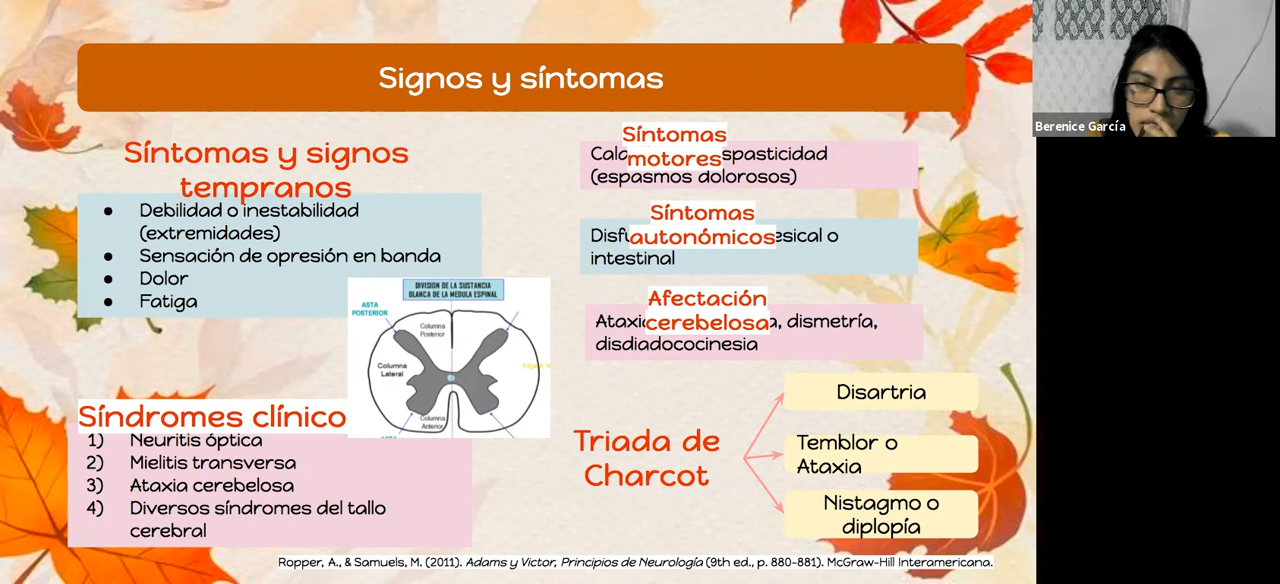 Signos y síntomas
Berenice García
Síntomas y signos
tempranos
Debilidad o inestabilidad
(extremidades)
Sensación de opresión en banda
Dolor
Fatiga
DIVISION DE LA SUSTANCIA
BLANCA DE LA MEDULA ESPINAL
ASTA
POSTERIOR
Columna
Posterior
Columna
Lateral
Columna
Anterior
Síndromes clínico
1) Neuritis óptica
2) Mielitis transversa
3) Ataxia cerebelosa
4) Diversos síndromes del tallo
cerebral
Síntomas
motores
(espasmos dolorosos)
Síntomas
autonómicos
o
intestinal
Afectación
cerebelosa
dismetría,
disdiadococinesia
Triada de
Charcot
Disartria
Temblor o
Ataxia
Nistagmo o
diplopía
Ropper, A., & Samuels, M. (2011). Adams y Victor, Principios de Neurología (9th ed., p. 880-881). McGraw-Hill Interamericana.